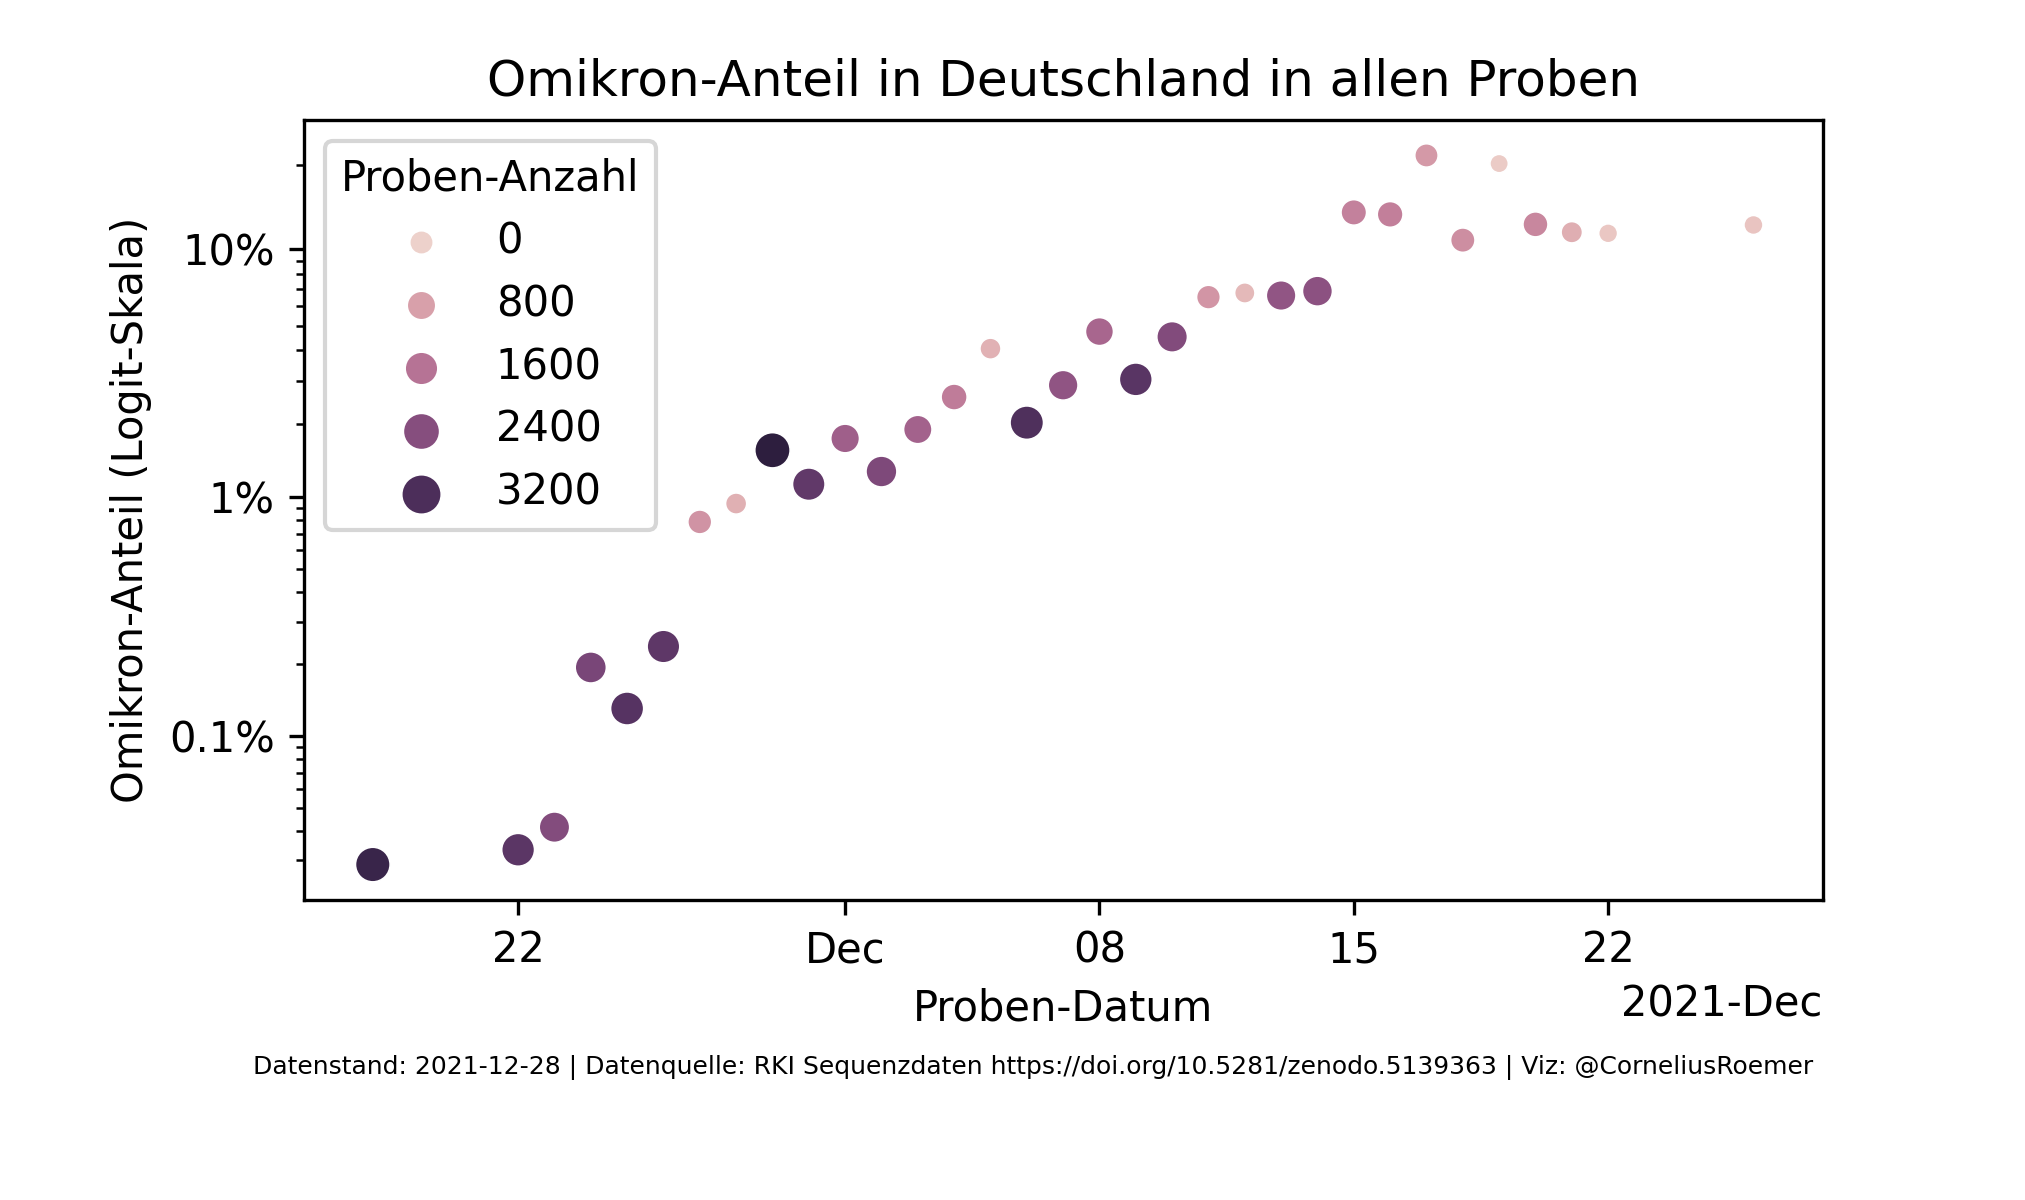 Omikron-Anteil in Deutschland in allen Proben
Proben-Anzahl
0
800
1600
2400
3200
Omikron-Anteil (Logit-Skala)
10%
1%
0.1%
22
Dec
08
15
22
2021-Dec
Proben-Datum
Datenstand: 2021-12-28 | Datenquelle: RKI Sequenzdaten https://doi.org/10.5281/zenodo.5139363 | Viz: @CorneliusRoemer